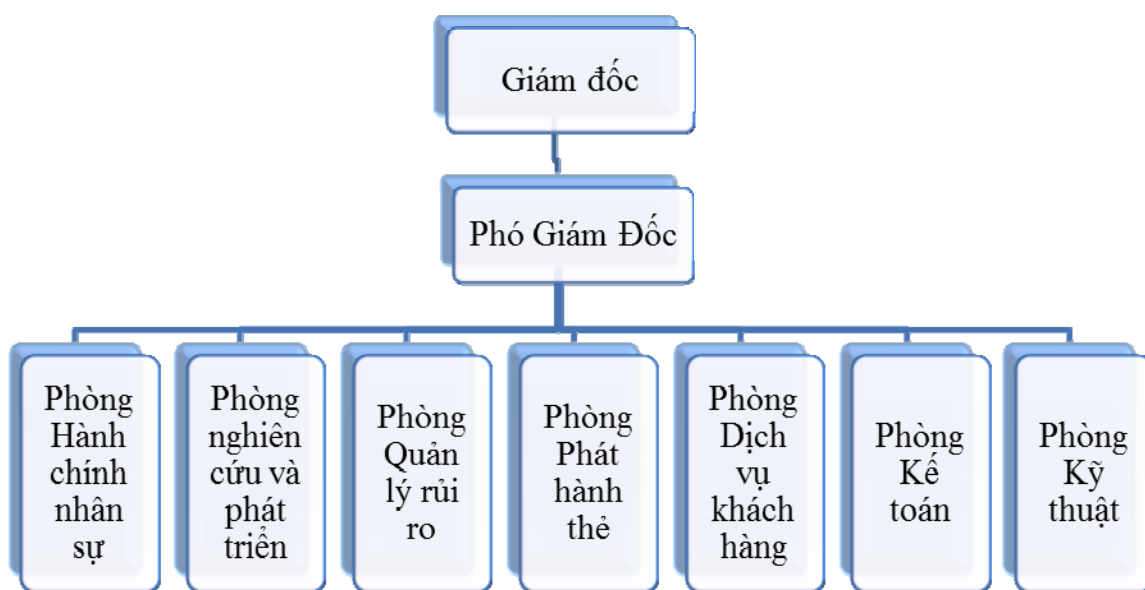 Giám đốc
Phó Giám Đốc
Phòng
Hành
chính
nhân
sự
Phòng
nghiên
cứu và
phát
triển
Phòng
Quản
lý rủi
ro
Phòng
Phát
hành
thẻ
Phòng
Dịch
vụ
khách
hàng
Phòng
Kế
toán
Phòng
Kỹ
thuật